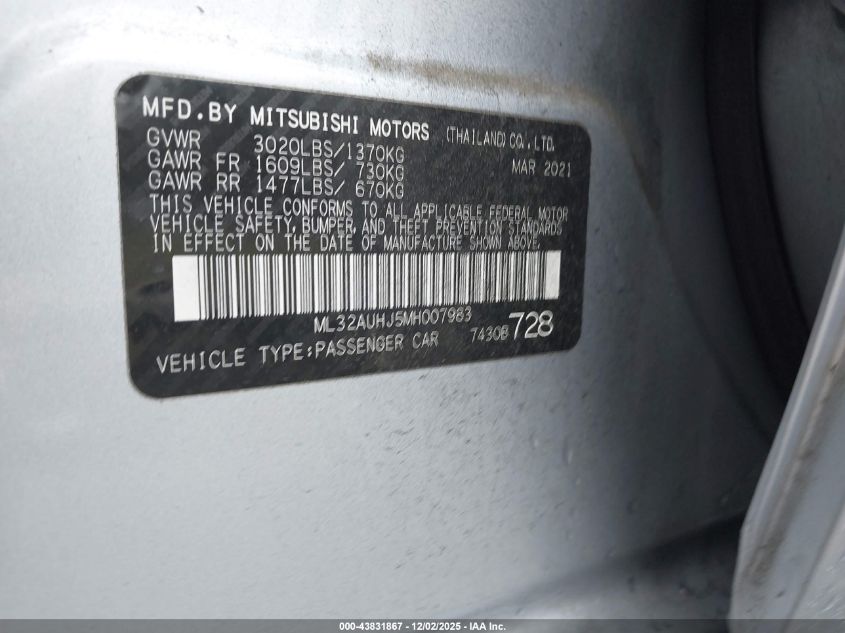 MFD.BY MITSUBISHI MOTORS (THAILAND) CO., LTD.
GVWR 3020LBS/1370KG MAR 2021
GAWR FR 1609LBS/ 730KG
GAWR RR 1477LBS/ 670KG
THIS VEHICLE CONFORMS TO ALL APPLICABLE FEDERAL MOTOR
VEHICLE SAFETY, BUMPER, AND THEFT PREVENTION STANDARDS
IN EFFECT ON THE DATE OF MANUFACTURE SHOWN ABOVE.
ML32AUHJ5MH007983
VEHICLE TYPE:PASSENGER CAR 7430B 728
000-43831867 - 12/02/2025 - IAA Inc.